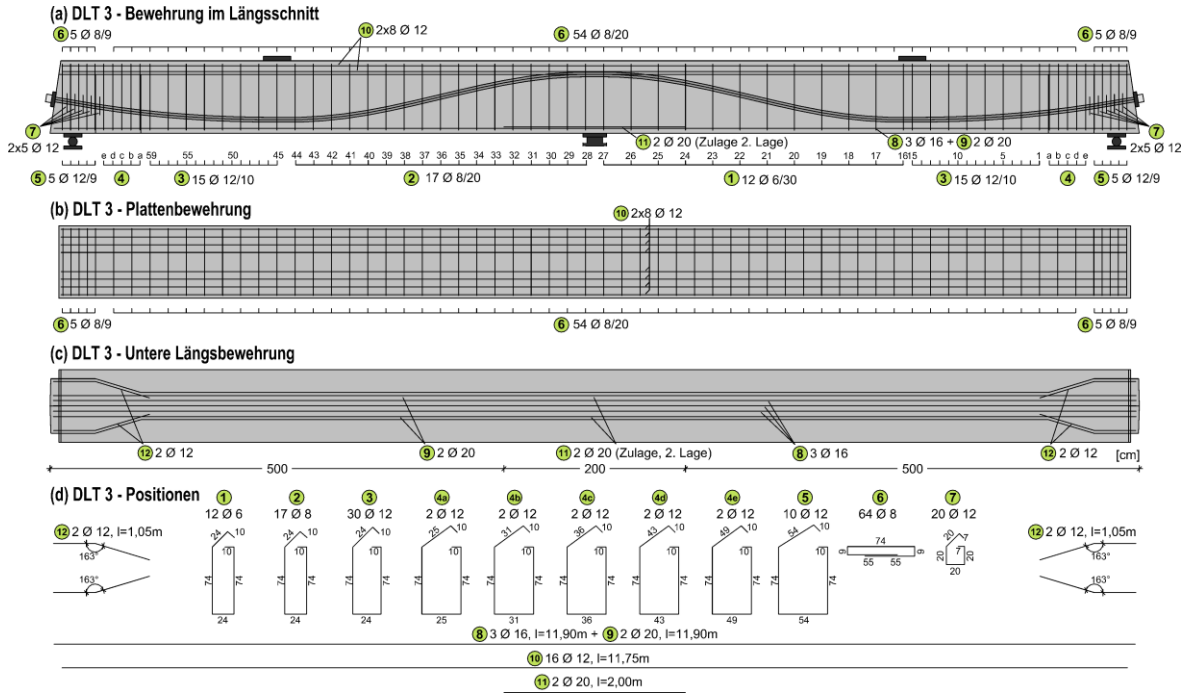 (a) DLT 3 - Bewehrung im Längsschnitt
6 5 Ø 8/9 10 2x8 Ø 12 6 54 Ø 8/20 6 5 Ø 8/9
7 7
2x5 Ø 12 11 2 Ø 20 (Zulage 2. Lage) 8 3 Ø 16 + 9 2 Ø 20 2x5 Ø 12
e d c b a 59 55 50 45 44 43 42 41 40 39 38 37 36 35 34 33 32 31 30 29 28 27 26 25 24 23 22 21 20 19 18 17 16 15 10 5 1 a b c d e
5 5 Ø 12/9 4 3 15 Ø 12/10 2 17 Ø 8/20 1 12 Ø 6/30 3 15 Ø 12/10 4 5 5 Ø 12/9
(b) DLT 3 - Plattenbewehrung
10 2x8 Ø 12
6 5 Ø 8/9 6 54 Ø 8/20 6 5 Ø 8/9
(c) DLT 3 - Untere Längsbewehrung
12 2 Ø 12 9 2 Ø 20 11 2 Ø 20 (Zulage, 2. Lage) 8 3 Ø 16 12 2 Ø 12 [cm]
500 200 500
(d) DLT 3 - Positionen
1 2 3 4a 4b 4c 4d 4e 5 6 7
12 Ø 6 17 Ø 8 30 Ø 12 2 Ø 12 2 Ø 12 2 Ø 12 2 Ø 12 2 Ø 12 10 Ø 12 64 Ø 8 20 Ø 12
12 2 Ø 12, l=1,05m 12 2 Ø 12, l=1,05m
24 10 24 10 24 10 25 10 31 10 36 10 43 10 49 10 54 10 74 20 7
163° 10 10 10 10 10 10 10 10 10 9 9 7 163°
163° 74 74 74 74 74 74 74 74 74 74 74 74 74 74 74 74 74 74 55 55 20 20 163°
20
24 24 24 25 31 36 43 49 54
8 3 Ø 16, l=11,90m + 9 2 Ø 20, l=11,90m
10 16 Ø 12, l=11,75m
11 2 Ø 20, l=2,00m